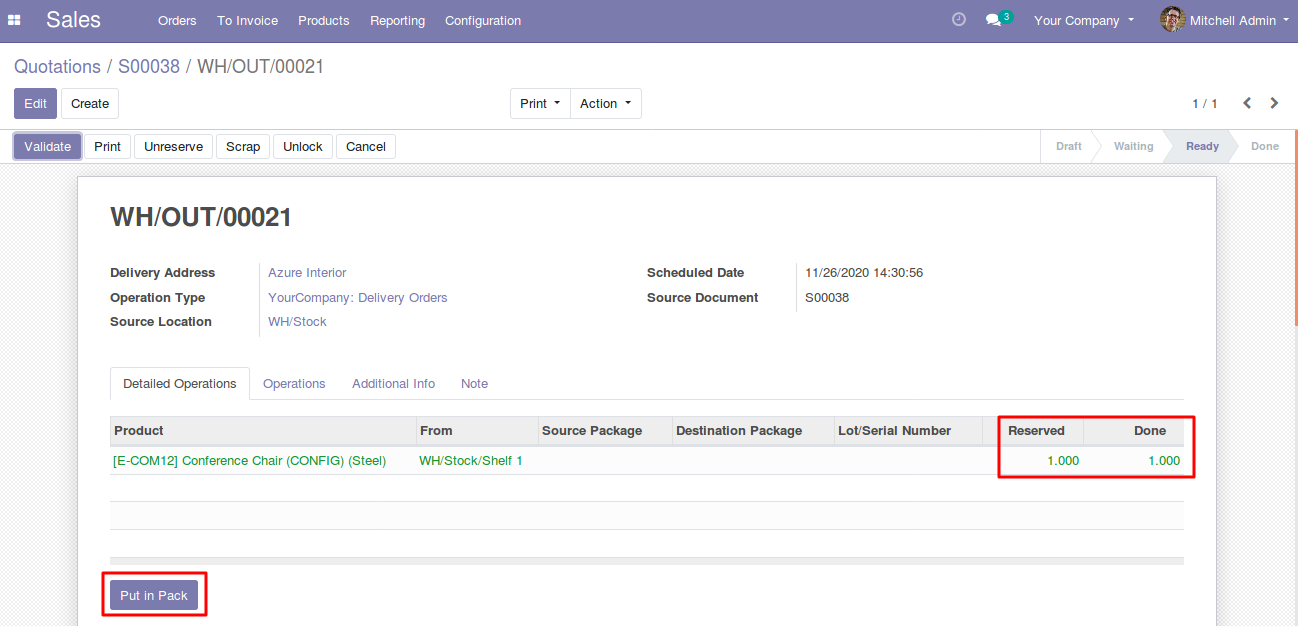 Sales Orders To Invoice Products Reporting Configuration 3 Your Company Mitchell Admin
Quotations / S00038 / WH/OUT/00021
Edit Create Print Action 1 / 1
Validate Print Unreserve Scrap Unlock Cancel Draft Waiting Ready Done
WH/OUT/00021
Delivery Address Azure Interior Scheduled Date 11/26/2020 14:30:56
Operation Type YourCompany: Delivery Orders Source Document S00038
Source Location WH/Stock
Detailed Operations Operations Additional Info Note
Product From Source Package Destination Package Lot/Serial Number Reserved Done
[E-COM12] Conference Chair (CONFIG) (Steel) WH/Stock/Shelf 1 1.000 1.000
Put in Pack